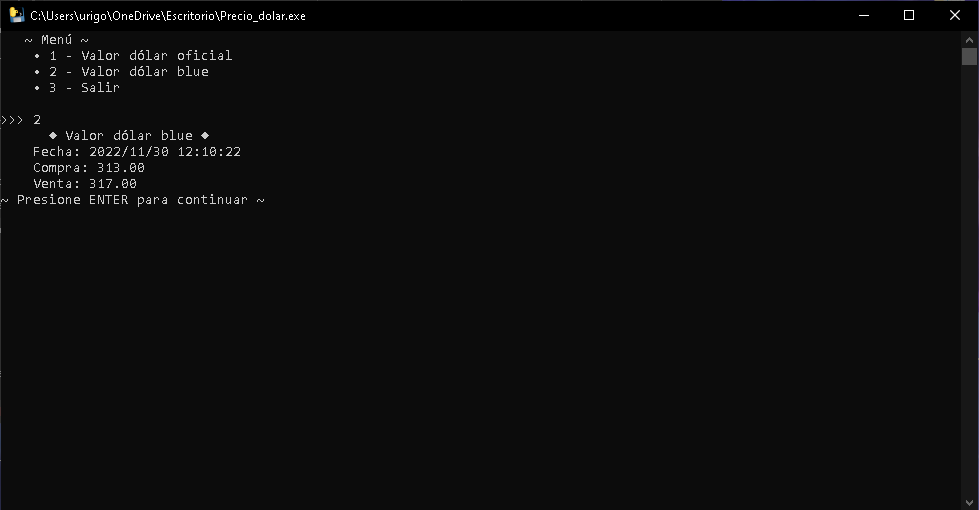 C:\Users\urigo\OneDrive\Escritorio\Precio_dolar.exe
~ Menú ~
• 1 - Valor dólar oficial
• 2 - Valor dólar blue
• 3 - Salir
>>> 2
◆ Valor dólar blue ◆
Fecha: 2022/11/30 12:10:22
Compra: 313.00
Venta: 317.00
~ Presione ENTER para continuar ~